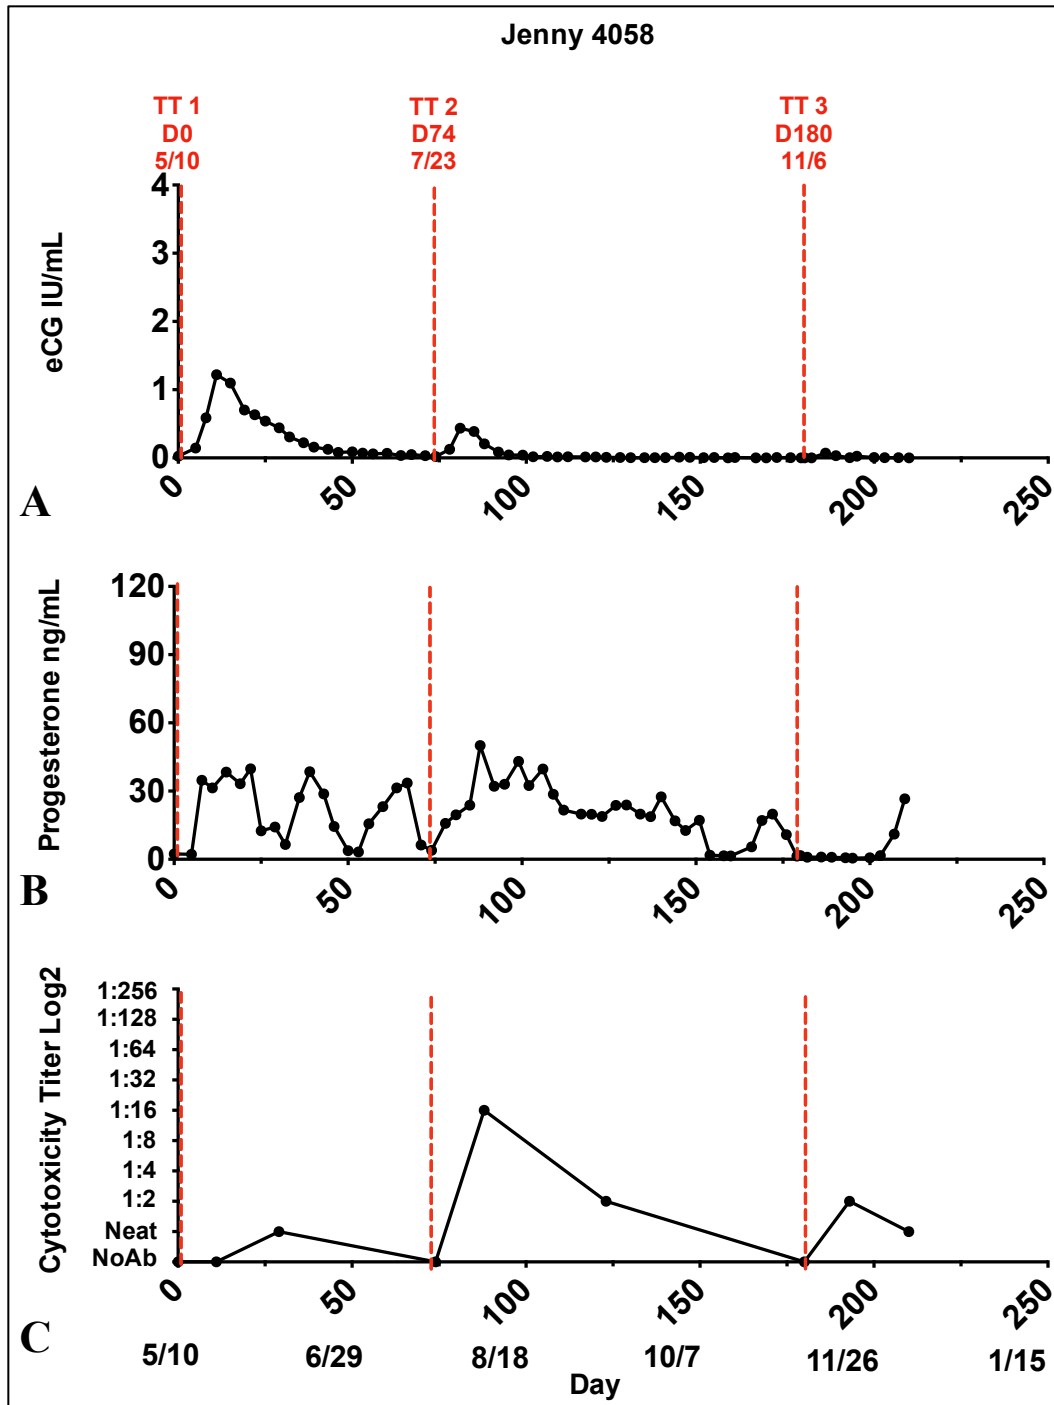 Jenny 4058
TT 1 TT 2 TT 3
D0 D74 D180
5/10 7/23 11/6
eCG IU/mL
4
3
2
1
0
0 50 100 150 200 250
A
Progesterone ng/mL
120
90
60
30
0
0 50 100 150 200 250
B
Cytotoxicity Titer Log2
1:256
1:128
1:64
1:32
1:16
1:8
1:4
1:2
Neat
NoAb
0 50 100 150 200 250
C
5/10 6/29 8/18 10/7 11/26 1/15
Day